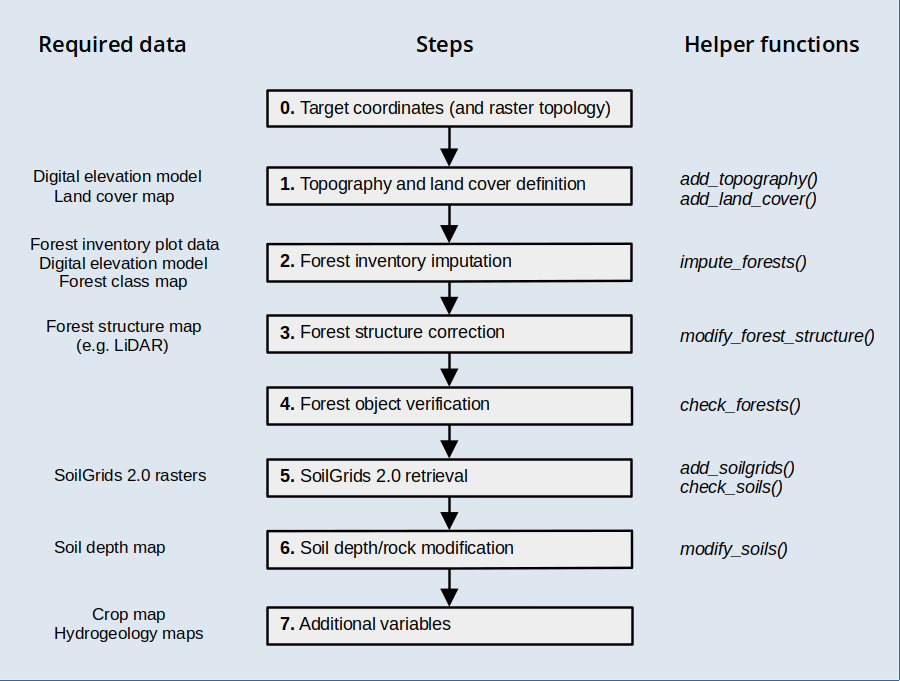 Required data
Steps
Helper functions
0. Target coordinates (and raster topology)
Digital elevation model
Land cover map
1. Topography and land cover definition
add_topography()
add_land_cover()
Forest inventory plot data
Digital elevation model
Forest class map
2. Forest inventory imputation
impute_forests()
Forest structure map
(e.g. LiDAR)
3. Forest structure correction
modify_forest_structure()
4. Forest object verification
check_forests()
SoilGrids 2.0 rasters
5. SoilGrids 2.0 retrieval
add_soilgrids()
check_soils()
Soil depth map
6. Soil depth/rock modification
modify_soils()
Crop map
Hydrogeology maps
7. Additional variables